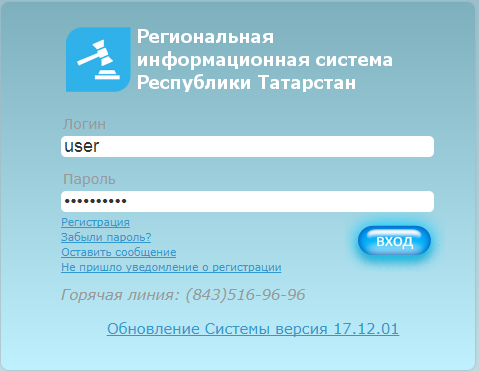 Региональная
информационная система
Республики Татарстан
Логин
user
Пароль
••••••••••
Регистрация
Забыли пароль?
Оставить сообщение
Не пришло уведомление о регистрации
ВХОД
Горячая линия: (843)516-96-96
Обновление Системы версия 17.12.01